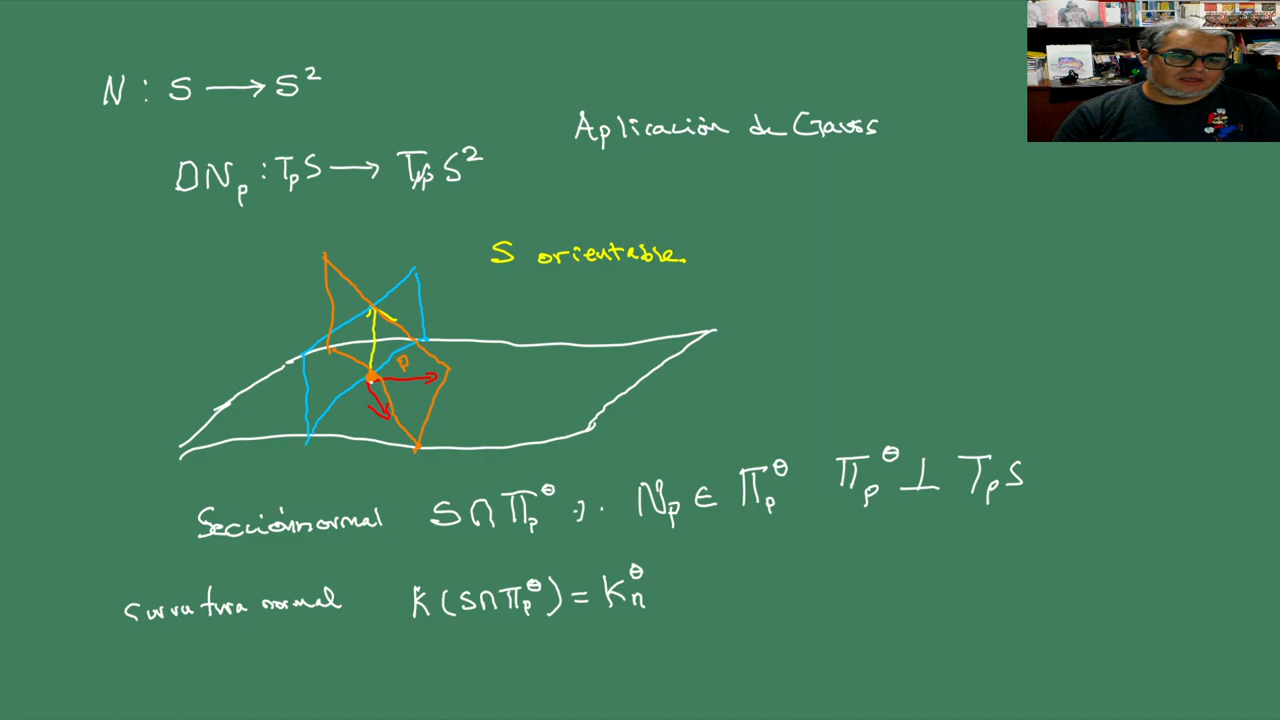 N : S → S²
Aplicación de Gauss
DN_p : T_pS → T_pS²
S orientable.
p
Sección normal S∩Π_p^θ ∴ N_p ∈ Π_p^θ Π_p^θ ⊥ T_pS
Curvatura normal k(S∩Π_p^θ) = K_n^θ